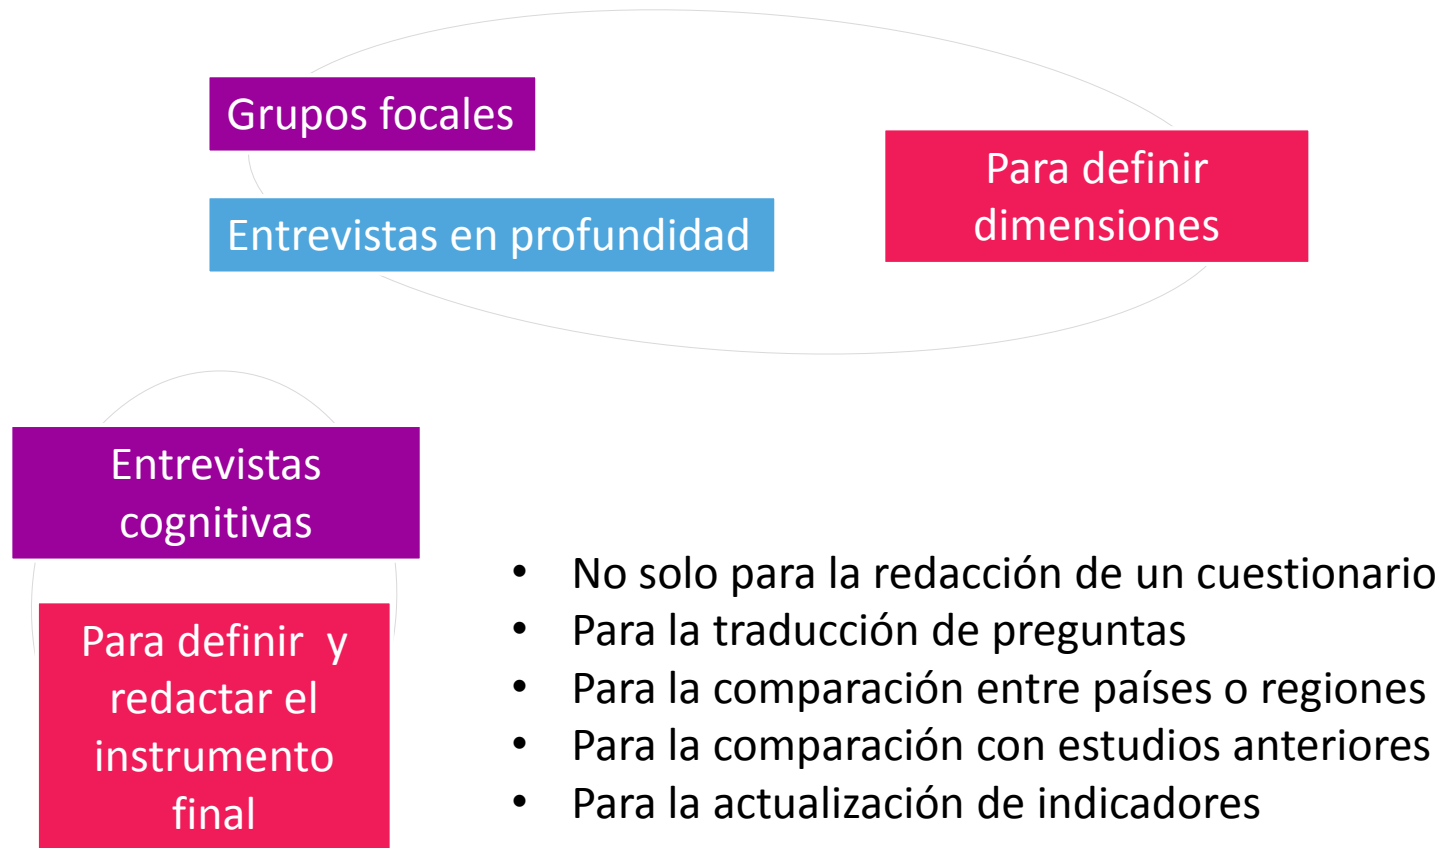 Grupos focales
Entrevistas en profundidad
Para definir
dimensiones
Entrevistas
cognitivas
Para definir  y
redactar el
instrumento
final
• No solo para la redacción de un cuestionario
• Para la traducción de preguntas
• Para la comparación entre países o regiones
• Para la comparación con estudios anteriores
• Para la actualización de indicadores